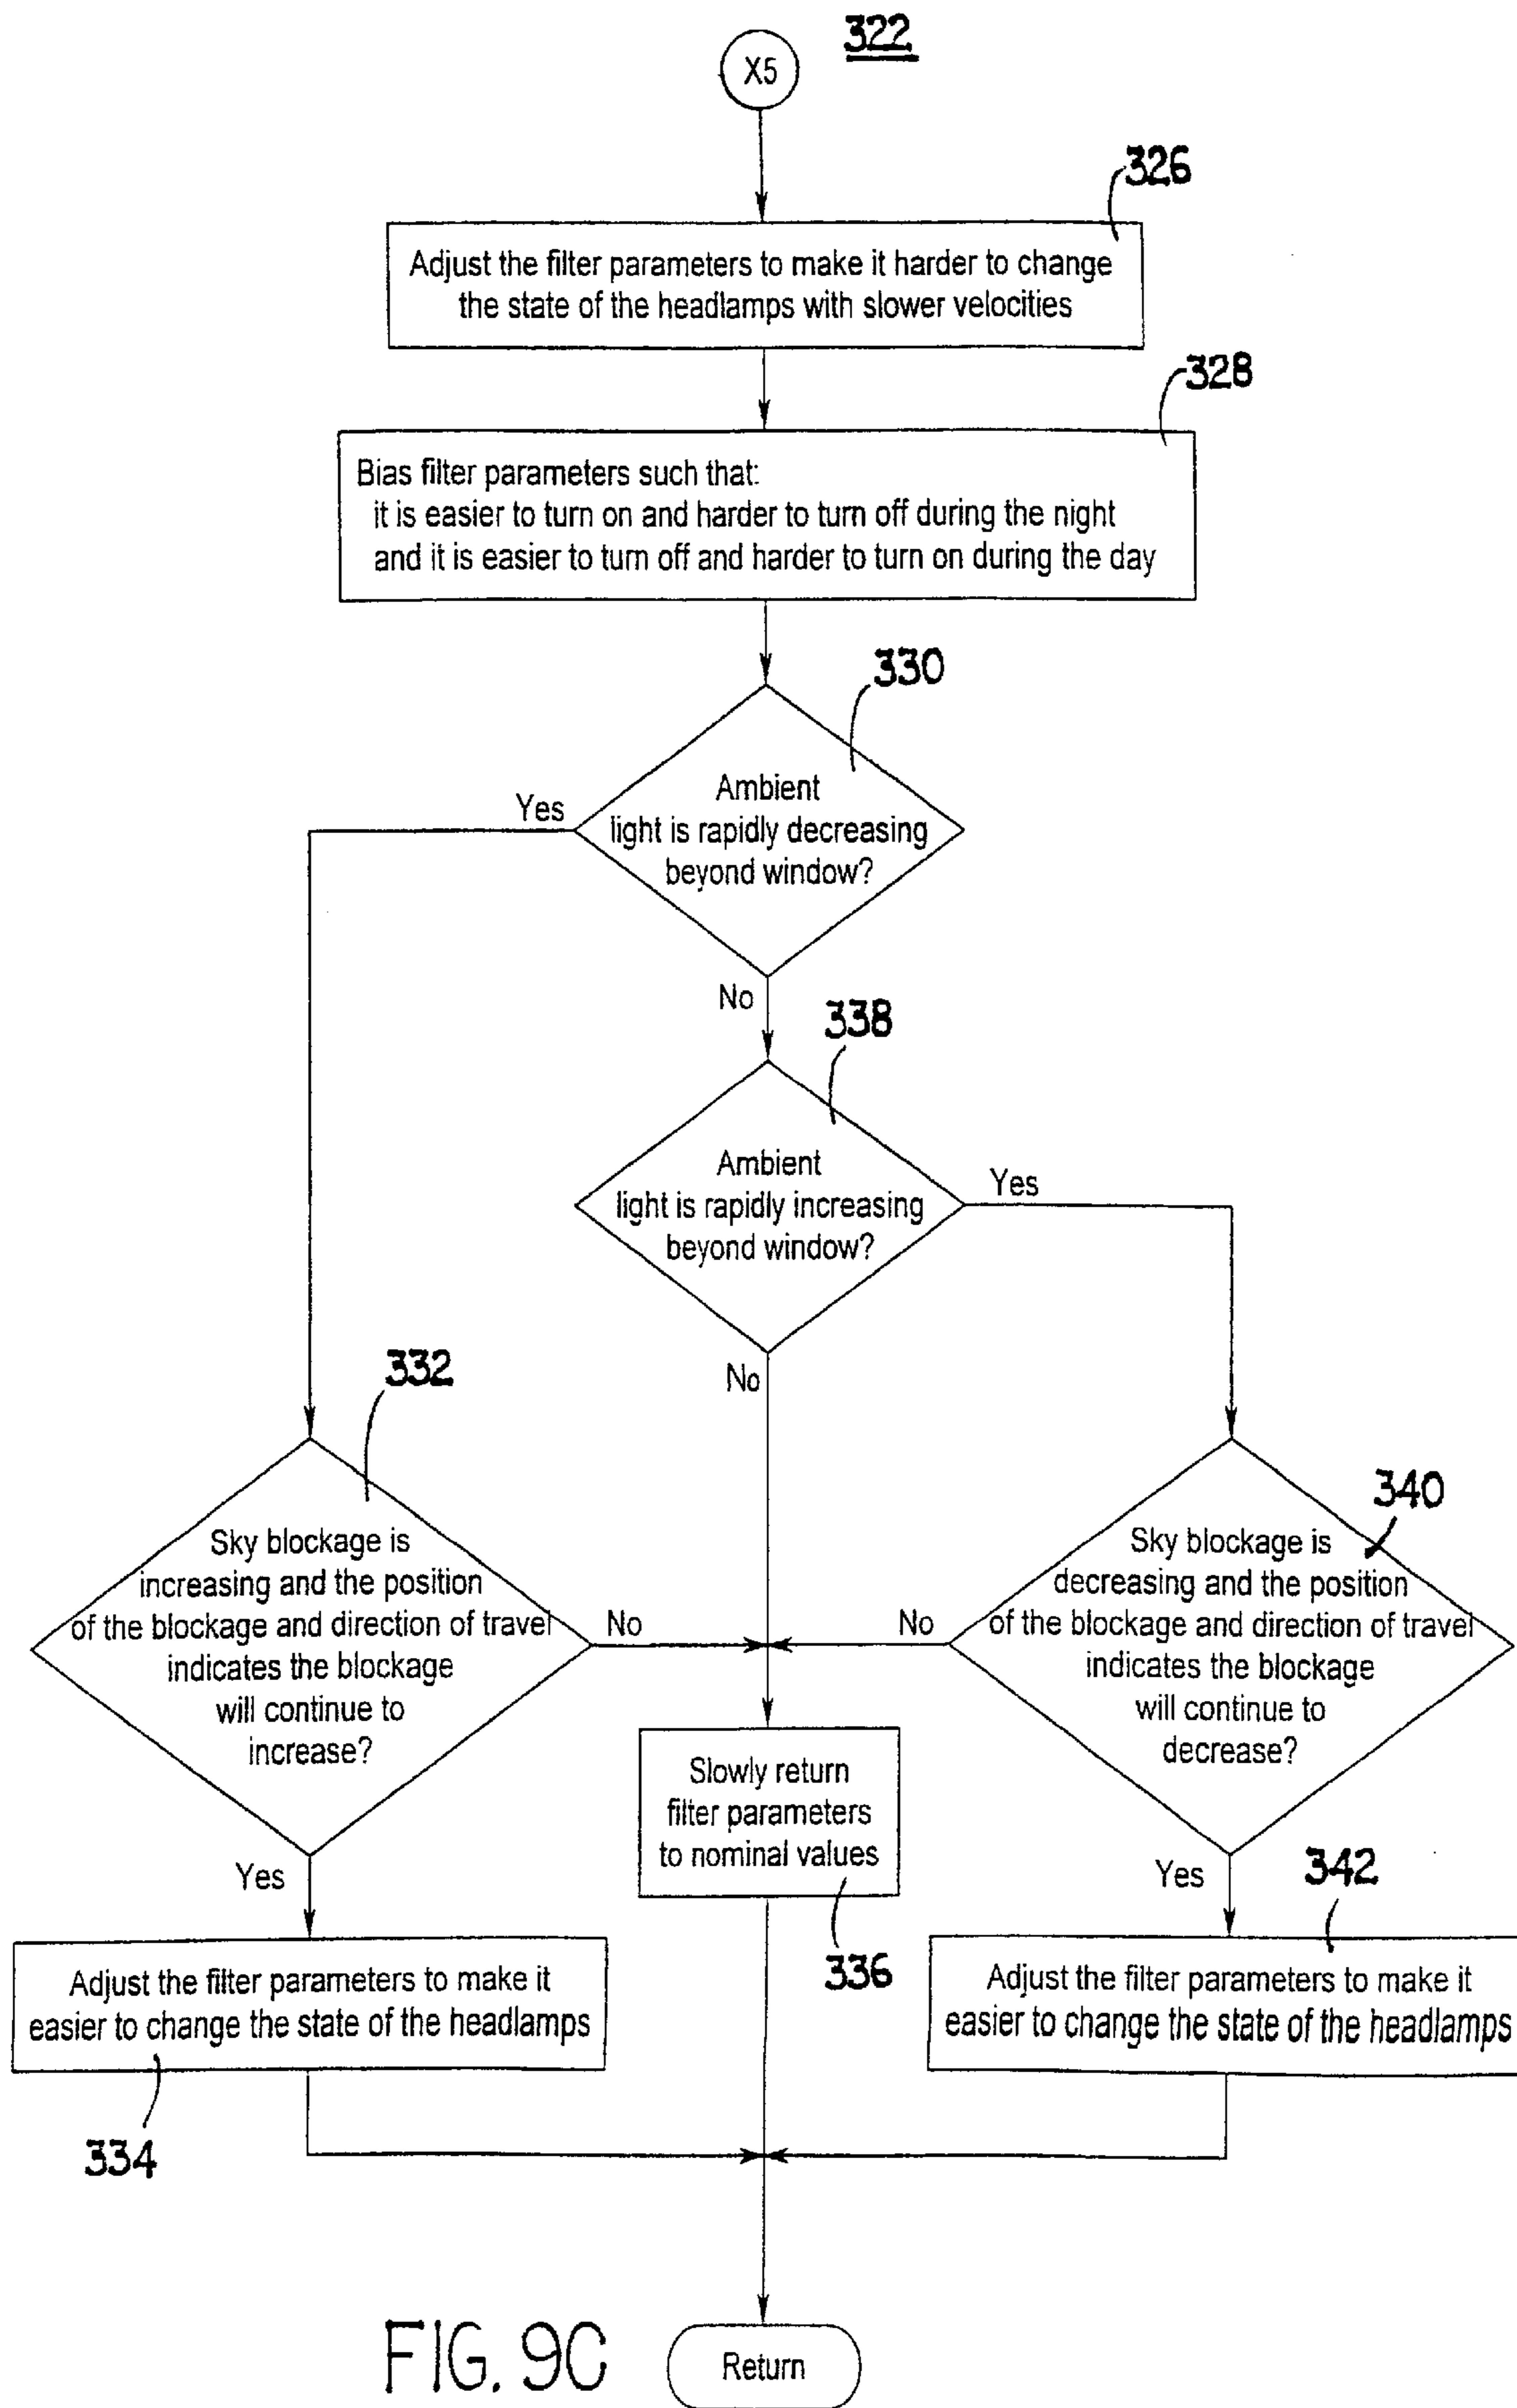 322
X5
326
Adjust the filter parameters to make it harder to change
the state of the headlamps with slower velocities
328
Bias filter parameters such that:
it is easier to turn on and harder to turn off during the night
and it is easier to turn off and harder to turn on during the day
330
Ambient
light is rapidly decreasing
beyond window?
Yes
No
338
Ambient
light is rapidly increasing
beyond window?
Yes
No
332
Sky blockage is
increasing and the position
of the blockage and direction of travel
indicates the blockage
will continue to
increase?
No
Yes
340
Sky blockage is
decreasing and the position
of the blockage and direction of travel
indicates the blockage
will continue to
decrease?
No
Yes
Slowly return
filter parameters
to nominal values
336
Adjust the filter parameters to make it
easier to change the state of the headlamps
334
342
Adjust the filter parameters to make it
easier to change the state of the headlamps
FIG. 9C
Return